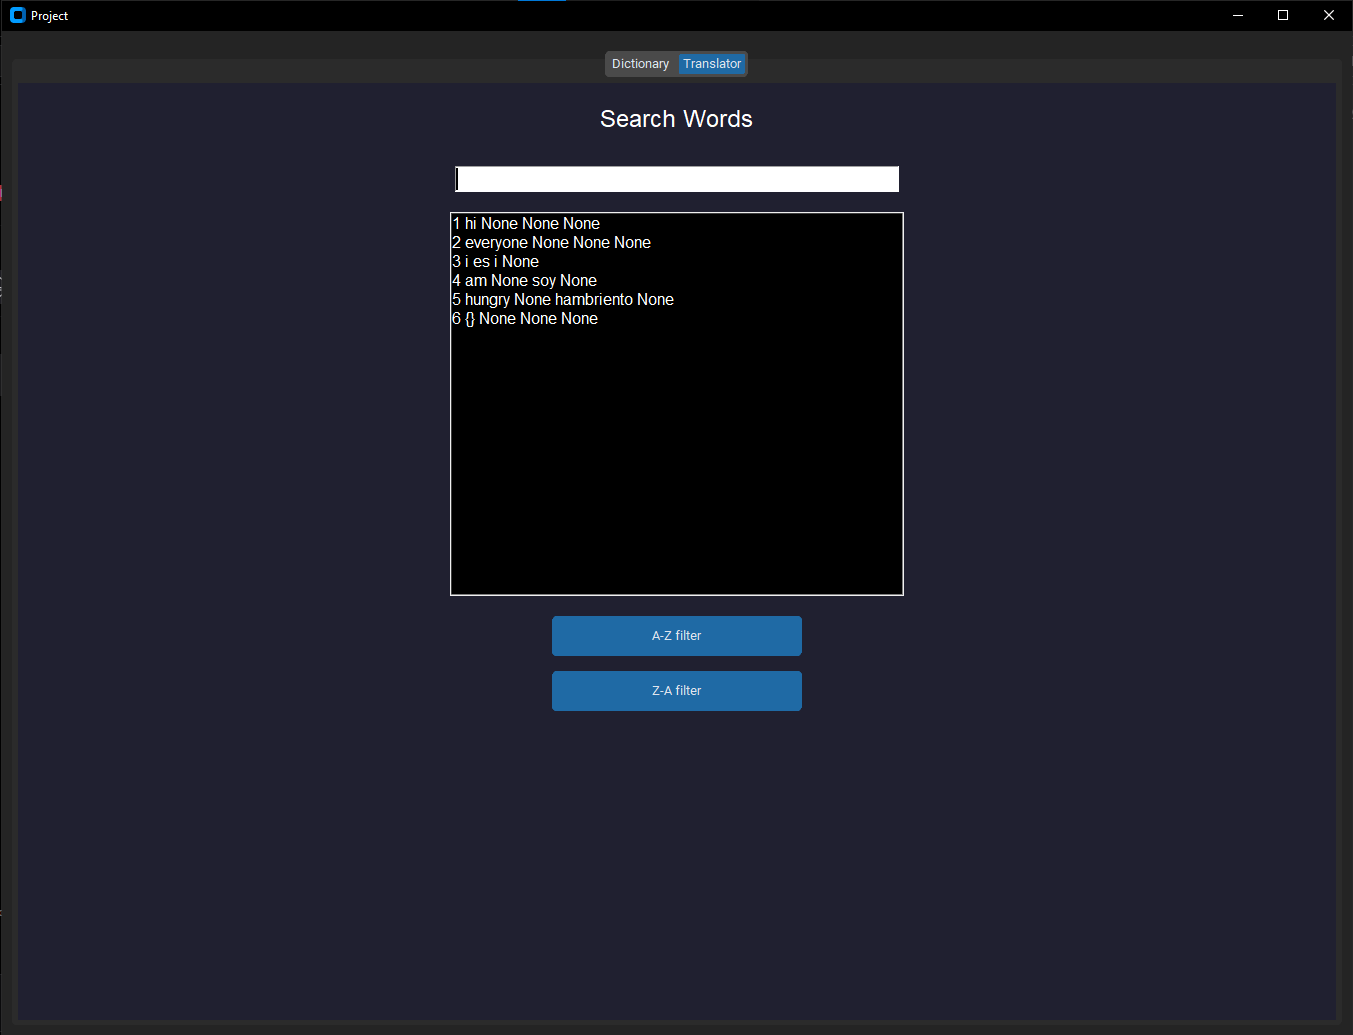 Project
Dictionary Translator
Search Words
1 hi None None None
2 everyone None None None
3 i es i None
4 am None soy None
5 hungry None hambriento None
6 {} None None None
A-Z filter
Z-A filter